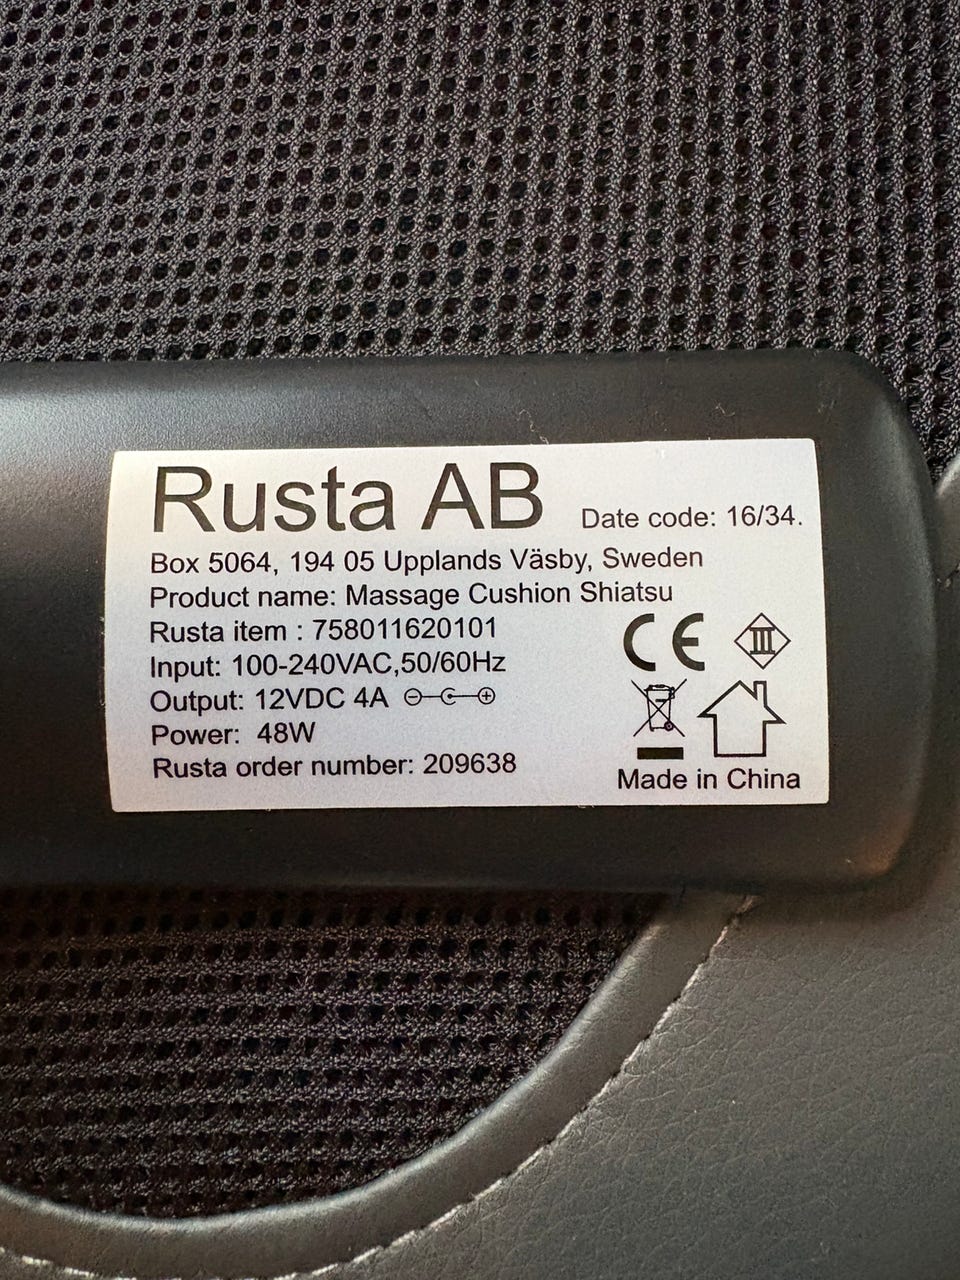 Rusta AB Date code: 16/34.
Box 5064, 194 05 Upplands Väsby, Sweden
Product name: Massage Cushion Shiatsu
Rusta item : 758011620101
Input: 100-240VAC,50/60Hz
Output: 12VDC 4A
Power: 48W
Rusta order number: 209638
CE III
Made in China